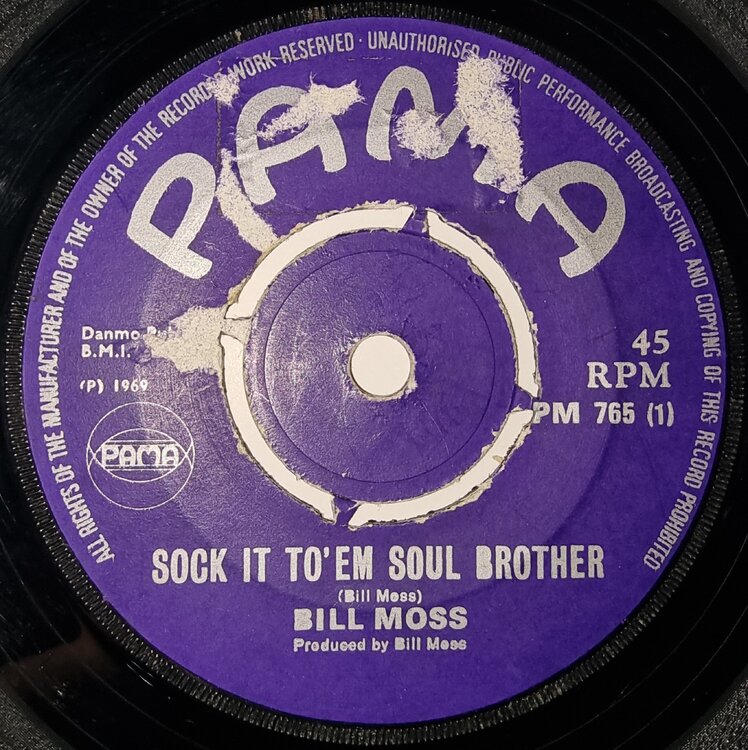 ALL RIGHTS OF THE MANUFACTURER AND OF THE OWNER OF THE RECORDED WORK RESERVED · UNAUTHORISED PUBLIC PERFORMANCE BROADCASTING AND COPYING OF THIS RECORD PROHIBITED
PAMA
Danmo
B.M.I.
(P) 1969
PAMA
45
RPM
PM 765 (1)
SOCK IT TO'EM SOUL BROTHER
(Bill Moss)
BILL MOSS
Produced by Bill Moss